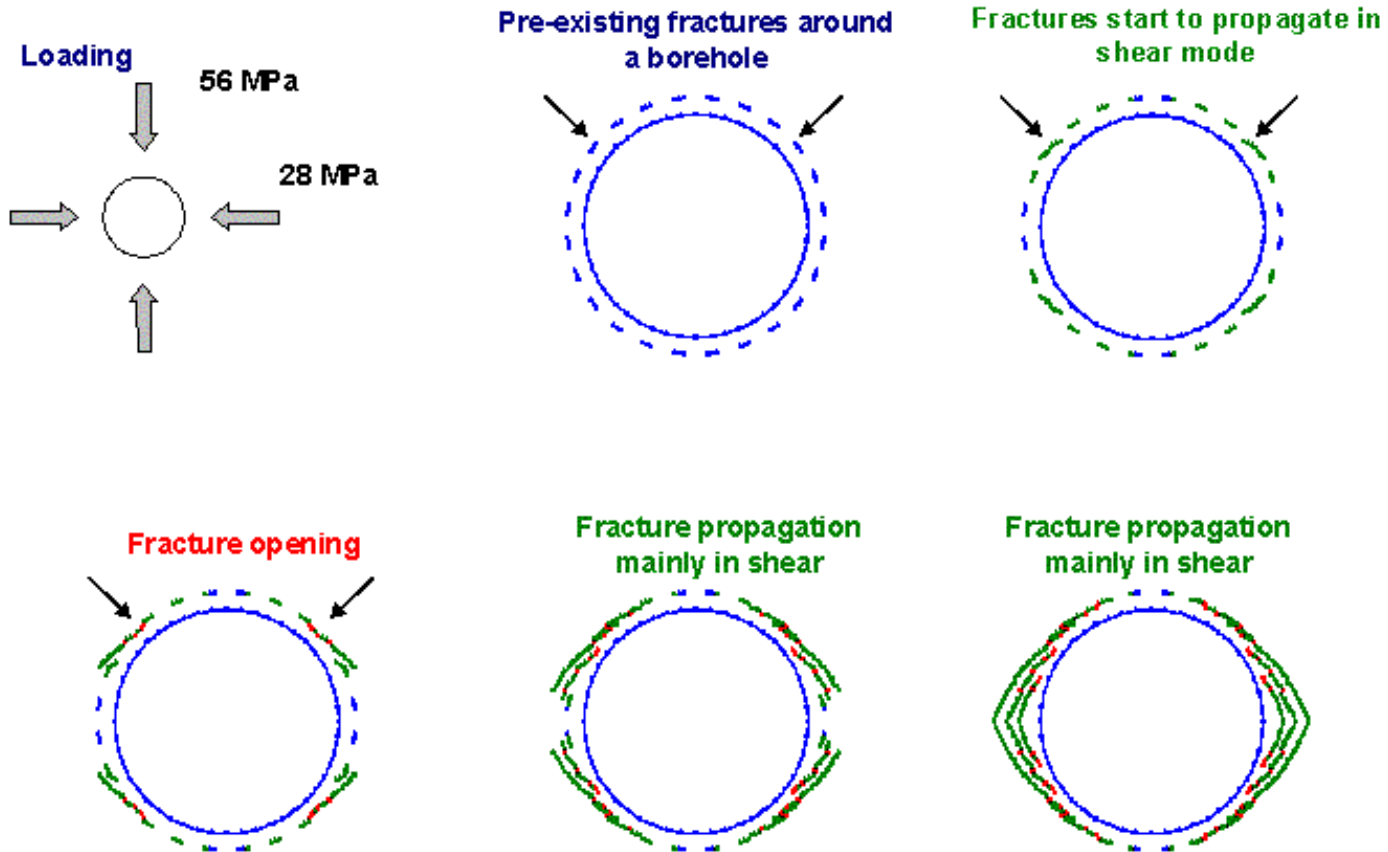 Loading
56 MPa
28 MPa
Pre-existing fractures around
a borehole
Fractures start to propagate in
shear mode
Fracture opening
Fracture propagation
mainly in shear
Fracture propagation
mainly in shear